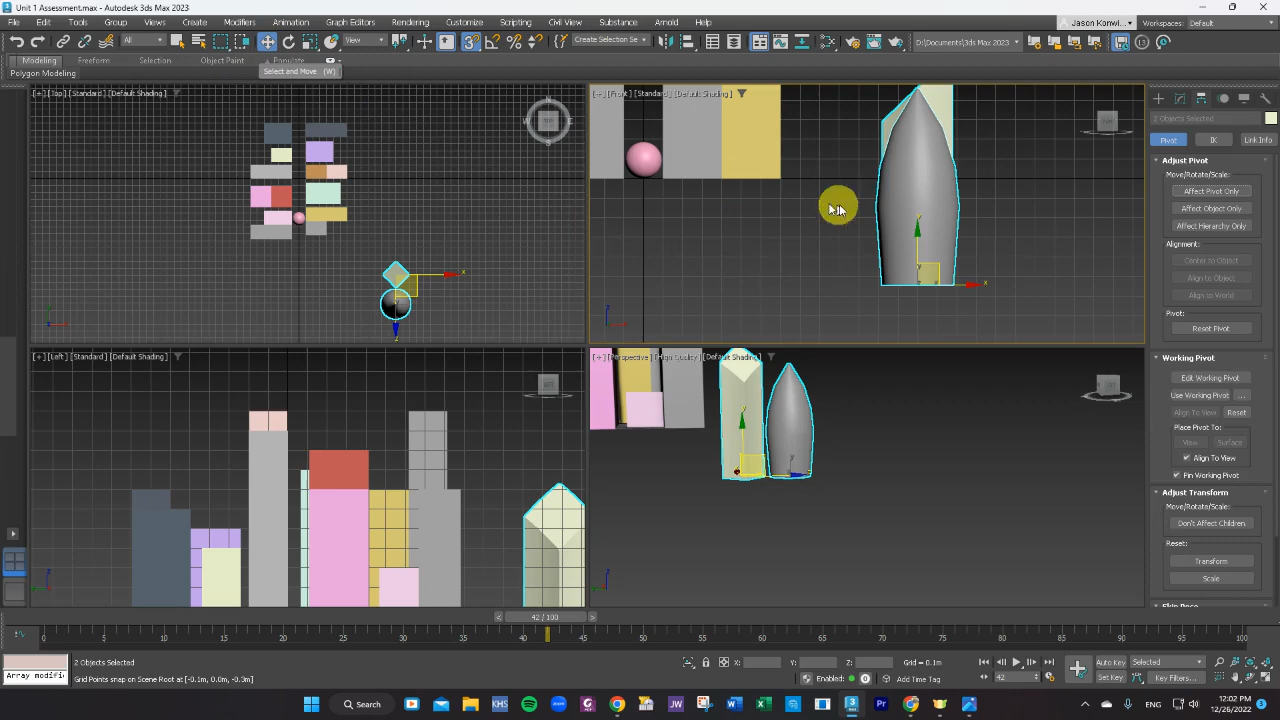 Unit 1 Assessment.max - Autodesk 3ds Max 2023
File Edit Tools Group Views Create Modifiers Animation Graph Editors Rendering Customize Scripting Civil View Substance Arnold Help
Jason Konwi... Workspaces: Default
All View Create Selection Se D:\Documents\3ds Max 2023
Modeling Freeform Selection Object Paint Populate
Polygon Modeling
Select and Move (W)
[+] [Top] [Standard] [Default Shading]
[+] [Front] [Standard] [Default Shading]
2 Objects Selected
Pivot IK Link Info
Adjust Pivot
Move/Rotate/Scale:
Affect Pivot Only
Affect Object Only
Affect Hierarchy Only
Alignment:
Center to Object
Align to Object
Align to World
Pivot:
Reset Pivot
[+] [Left] [Standard] [Default Shading]
[+] [Perspective] [High Quality] [Default Shading]
Working Pivot
Edit Working Pivot
Use Working Pivot ...
Align To View Reset
Place Pivot To:
View Surface
Align To View
Pin Working Pivot
Adjust Transform
Move/Rotate/Scale:
Don't Affect Children
Reset:
Transform
Scale
42 / 100
0 5 10 15 20 25 30 35 40 45 50 55 60 65 70 75 80 85 90 95 100
2 Objects Selected
X: Y: Z: Grid = 0.1m
Auto Key Selected
Array modifi
Grid Points snap on Scene Root at [0.0m, 0.0m, -0.3m]
Enabled: Add Time Tag
42
Set Key Key Filters...
Search
12:02 PM
12/26/2022